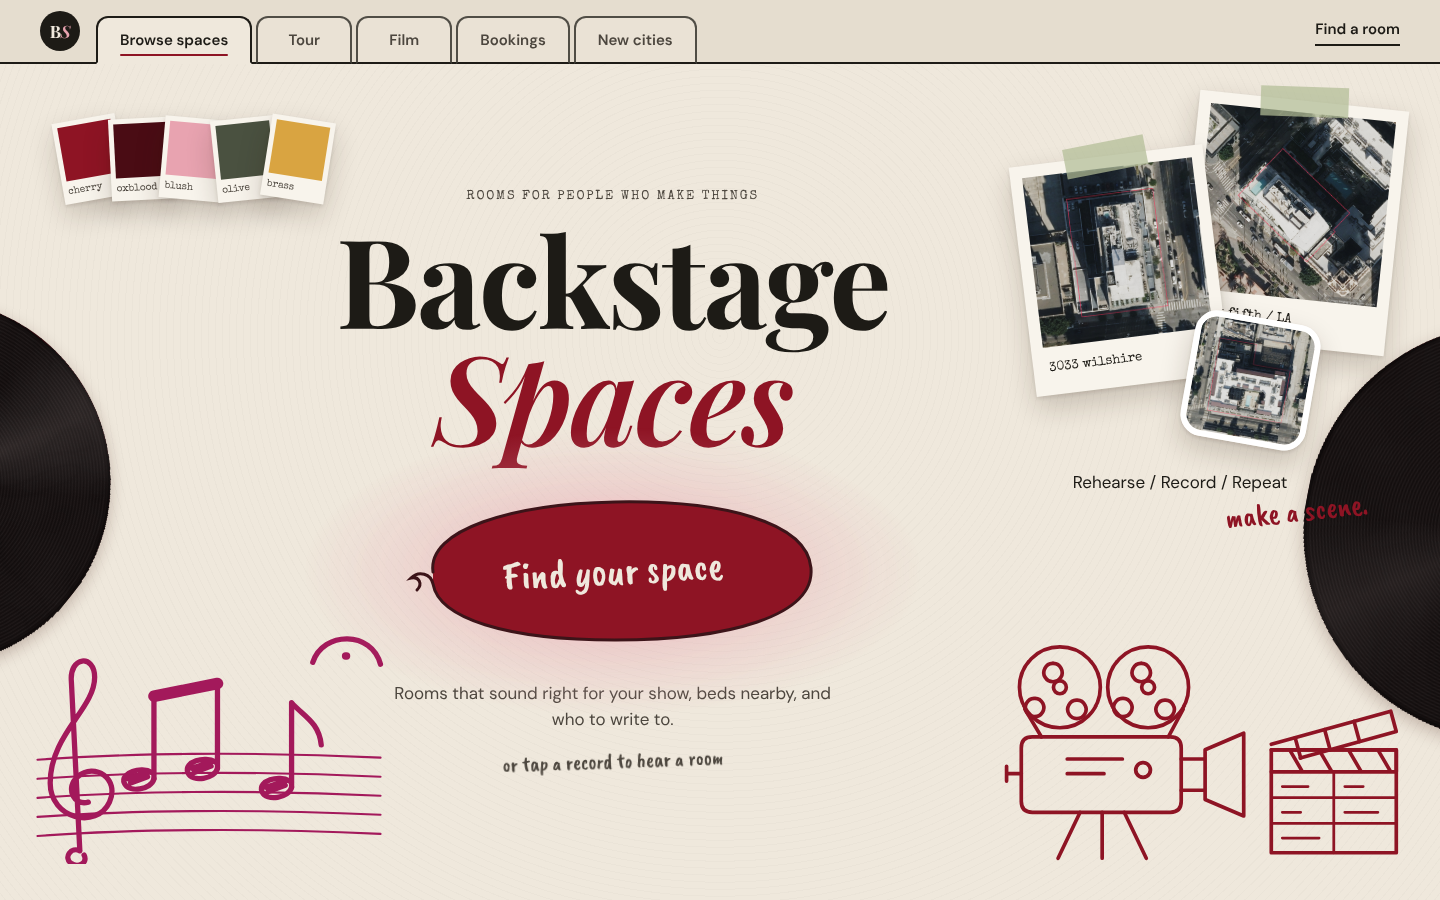 BS
Browse spaces
Tour
Film
Bookings
New cities
Find a room
cherry
oxblood
blush
olive
brass
ROOMS FOR PEOPLE WHO MAKE THINGS
Backstage
Spaces
fifth / LA
3033 wilshire
Rehearse / Record / Repeat
make a scene.
Find your space
Rooms that sound right for your show, beds nearby, and
who to write to.
or tap a record to hear a room